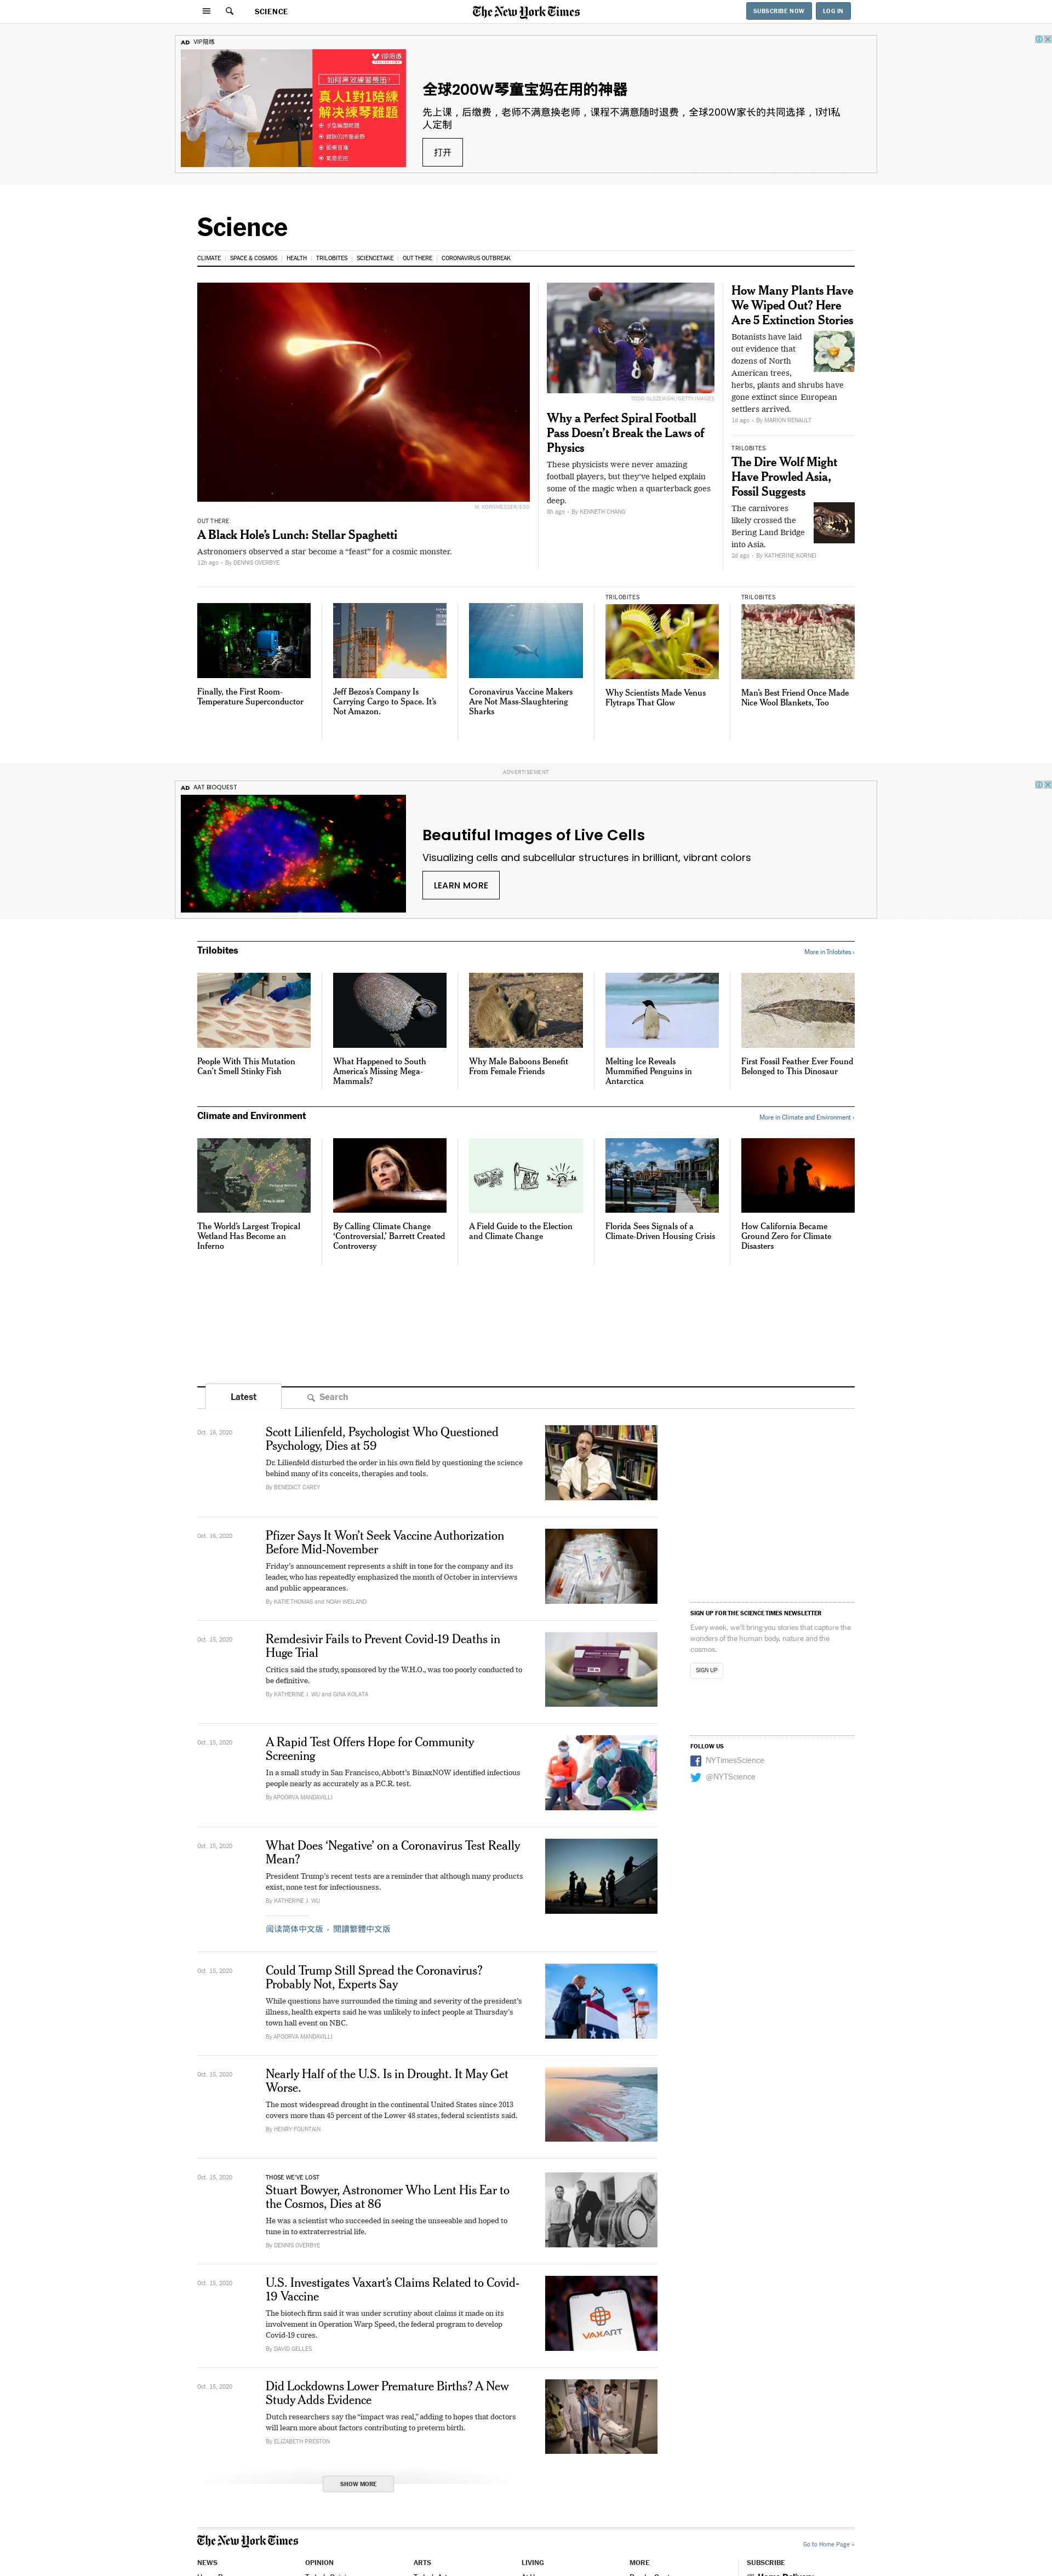 SCIENCE
The New York Times
SUBSCRIBE NOW
LOG IN
AD VIP陪练
VIP陪练
如何高效練習長笛?
真人1對1陪練
解决練琴難題
全球200W琴童宝妈在用的神器
先上课，后缴费，老师不满意换老师，课程不满意随时退费，全球200W家长的共同选择，1对1私
人定制
打开
Science
CLIMATE
SPACE & COSMOS
HEALTH
TRILOBITES
SCIENCETAKE
OUT THERE
CORONAVIRUS OUTBREAK
M. KORNMESSER/ESO
OUT THERE
A Black Hole’s Lunch: Stellar Spaghetti
Astronomers observed a star become a “feast” for a cosmic monster.
12h ago · By DENNIS OVERBYE
TODD OLSZEWSKI/GETTY IMAGES
Why a Perfect Spiral Football
Pass Doesn’t Break the Laws of
Physics
These physicists were never amazing
football players, but they’ve helped explain
some of the magic when a quarterback goes
deep.
8h ago · By KENNETH CHANG
How Many Plants Have
We Wiped Out? Here
Are 5 Extinction Stories
Botanists have laid
out evidence that
dozens of North
American trees,
herbs, plants and shrubs have
gone extinct since European
settlers arrived.
1d ago · By MARION RENAULT
TRILOBITES
The Dire Wolf Might
Have Prowled Asia,
Fossil Suggests
The carnivores
likely crossed the
Bering Land Bridge
into Asia.
2d ago · By KATHERINE KORNEI
Finally, the First Room-
Temperature Superconductor
Jeff Bezos’s Company Is
Carrying Cargo to Space. It’s
Not Amazon.
Coronavirus Vaccine Makers
Are Not Mass-Slaughtering
Sharks
TRILOBITES
Why Scientists Made Venus
Flytraps That Glow
TRILOBITES
Man’s Best Friend Once Made
Nice Wool Blankets, Too
ADVERTISEMENT
AD AAT BIOQUEST
Beautiful Images of Live Cells
Visualizing cells and subcellular structures in brilliant, vibrant colors
LEARN MORE
Trilobites
More in Trilobites ›
People With This Mutation
Can’t Smell Stinky Fish
What Happened to South
America’s Missing Mega-
Mammals?
Why Male Baboons Benefit
From Female Friends
Melting Ice Reveals
Mummified Penguins in
Antarctica
First Fossil Feather Ever Found
Belonged to This Dinosaur
Climate and Environment
More in Climate and Environment ›
The World’s Largest Tropical
Wetland Has Become an
Inferno
By Calling Climate Change
‘Controversial,’ Barrett Created
Controversy
A Field Guide to the Election
and Climate Change
Florida Sees Signals of a
Climate-Driven Housing Crisis
How California Became
Ground Zero for Climate
Disasters
Latest
Search
Oct. 16, 2020
Scott Lilienfeld, Psychologist Who Questioned
Psychology, Dies at 59
Dr. Lilienfeld disturbed the order in his own field by questioning the science
behind many of its conceits, therapies and tools.
By BENEDICT CAREY
Oct. 16, 2020
Pfizer Says It Won’t Seek Vaccine Authorization
Before Mid-November
Friday’s announcement represents a shift in tone for the company and its
leader, who has repeatedly emphasized the month of October in interviews
and public appearances.
By KATIE THOMAS and NOAH WEILAND
Oct. 15, 2020
Remdesivir Fails to Prevent Covid-19 Deaths in
Huge Trial
Critics said the study, sponsored by the W.H.O., was too poorly conducted to
be definitive.
By KATHERINE J. WU and GINA KOLATA
Oct. 15, 2020
A Rapid Test Offers Hope for Community
Screening
In a small study in San Francisco, Abbott’s BinaxNOW identified infectious
people nearly as accurately as a P.C.R. test.
By APOORVA MANDAVILLI
Oct. 15, 2020
What Does ‘Negative’ on a Coronavirus Test Really
Mean?
President Trump’s recent tests are a reminder that although many products
exist, none test for infectiousness.
By KATHERINE J. WU
阅读简体中文版 · 閱讀繁體中文版
Oct. 15, 2020
Could Trump Still Spread the Coronavirus?
Probably Not, Experts Say
While questions have surrounded the timing and severity of the president’s
illness, health experts said he was unlikely to infect people at Thursday’s
town hall event on NBC.
By APOORVA MANDAVILLI
Oct. 15, 2020
Nearly Half of the U.S. Is in Drought. It May Get
Worse.
The most widespread drought in the continental United States since 2013
covers more than 45 percent of the Lower 48 states, federal scientists said.
By HENRY FOUNTAIN
Oct. 15, 2020
THOSE WE’VE LOST
Stuart Bowyer, Astronomer Who Lent His Ear to
the Cosmos, Dies at 86
He was a scientist who succeeded in seeing the unseeable and hoped to
tune in to extraterrestrial life.
By DENNIS OVERBYE
Oct. 15, 2020
U.S. Investigates Vaxart’s Claims Related to Covid-
19 Vaccine
The biotech firm said it was under scrutiny about claims it made on its
involvement in Operation Warp Speed, the federal program to develop
Covid-19 cures.
By DAVID GELLES
VAXART
Oct. 15, 2020
Did Lockdowns Lower Premature Births? A New
Study Adds Evidence
Dutch researchers say the “impact was real,” adding to hopes that doctors
will learn more about factors contributing to preterm birth.
By ELIZABETH PRESTON
SHOW MORE
SIGN UP FOR THE SCIENCE TIMES NEWSLETTER
Every week, we’ll bring you stories that capture the
wonders of the human body, nature and the
cosmos.
SIGN UP
FOLLOW US
NYTimesScience
@NYTScience
The New York Times
Go to Home Page »
NEWS
OPINION
ARTS
LIVING
MORE
SUBSCRIBE